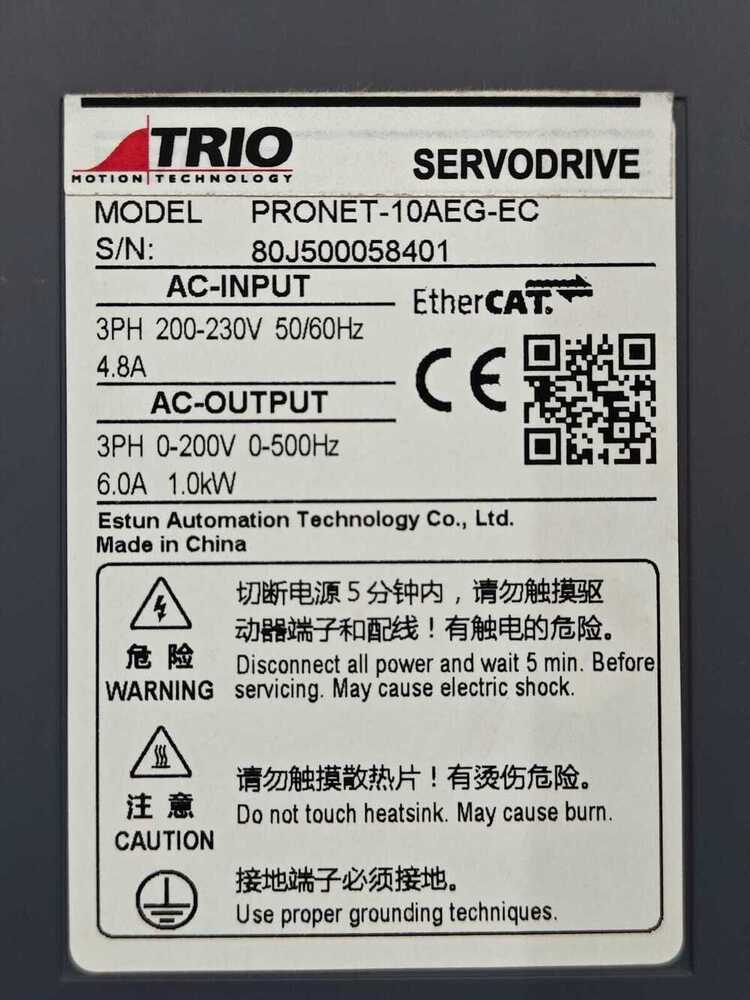 TRIO
MOTION TECHNOLOGY
SERVODRIVE
MODEL PRONET-10AEG-EC
S/N: 80J500058401
AC-INPUT
3PH 200-230V 50/60Hz
4.8A
EtherCAT.
CE
AC-OUTPUT
3PH 0-200V 0-500Hz
6.0A 1.0kW
Estun Automation Technology Co., Ltd.
Made in China
危险
WARNING
切断电源5分钟内，请勿触摸驱
动器端子和配线！有触电的危险。
Disconnect all power and wait 5 min. Before
servicing. May cause electric shock.
注意
CAUTION
请勿触摸散热片！有烫伤危险。
Do not touch heatsink. May cause burn.
接地端子必须接地。
Use proper grounding techniques.